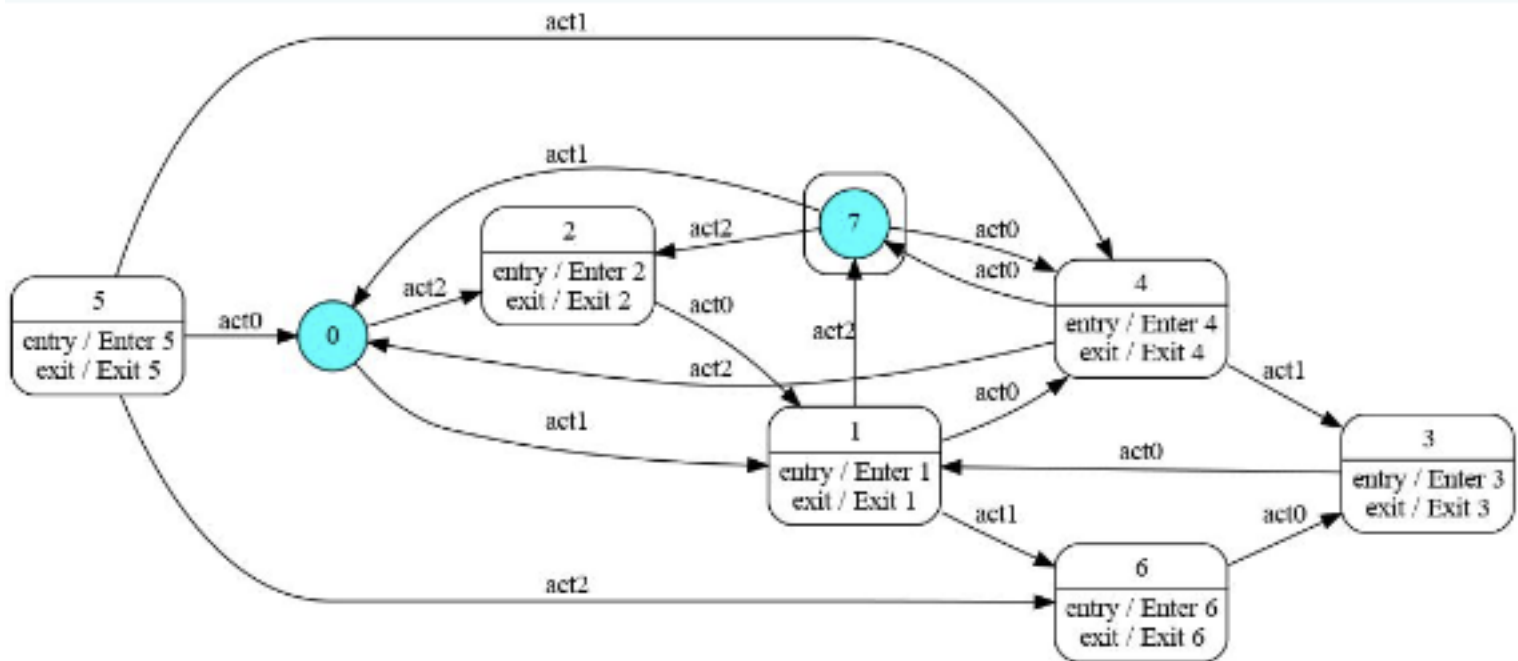 act1
act1
7
act2
act0
2
entry / Enter 2
exit / Exit 2
act0
4
entry / Enter 4
exit / Exit 4
5
entry / Enter 5
exit / Exit 5
act0
0
act2
act0
act2
act2
act0
act1
act1
1
entry / Enter 1
exit / Exit 1
act0
3
entry / Enter 3
exit / Exit 3
act1
act0
6
entry / Enter 6
exit / Exit 6
act2